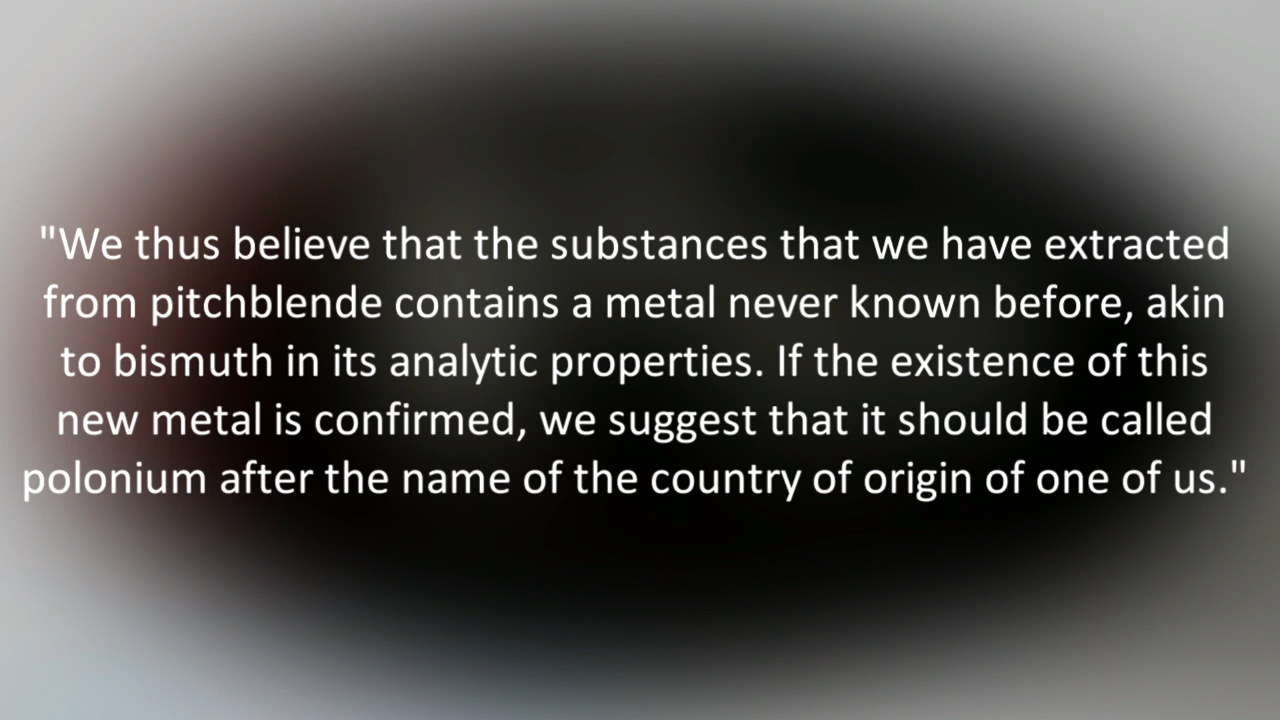 "We thus believe that the substances that we have extracted
from pitchblende contains a metal never known before, akin
to bismuth in its analytic properties. If the existence of this
new metal is confirmed, we suggest that it should be called
polonium after the name of the country of origin of one of us."